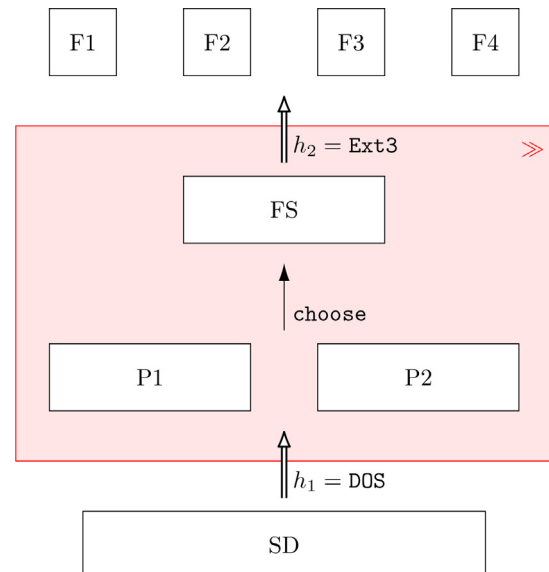 F1 F2 F3 F4
h₂ = Ext3
≫
FS
choose
P1 P2
h₁ = DOS
SD